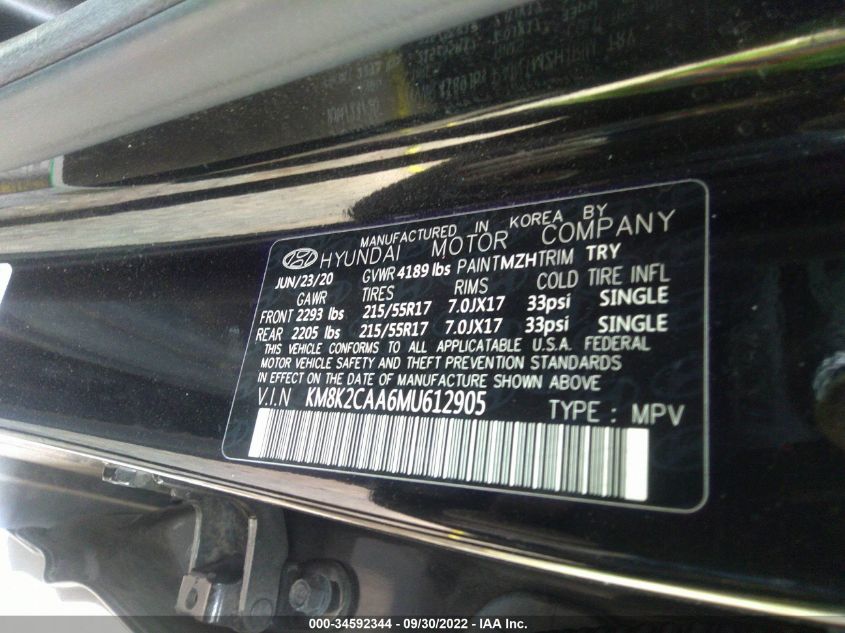 MANUFACTURED IN KOREA BY
HYUNDAI MOTOR COMPANY
JUN/23/20 GVWR 4189 lbs PAINT MZH TRIM TRY
GAWR TIRES RIMS COLD TIRE INFL
FRONT 2293 lbs 215/55R17 7.0JX17 33psi SINGLE
REAR 2205 lbs 215/55R17 7.0JX17 33psi SINGLE
THIS VEHICLE CONFORMS TO ALL APPLICATABLE U.S.A. FEDERAL
MOTOR VEHICLE SAFETY AND THEFT PREVENTION STANDARDS
IN EFFECT ON THE DATE OF MANUFACTURE SHOWN ABOVE
V.I.N KM8K2CAA6MU612905 TYPE : MPV
000-34592344 - 09/30/2022 - IAA Inc.